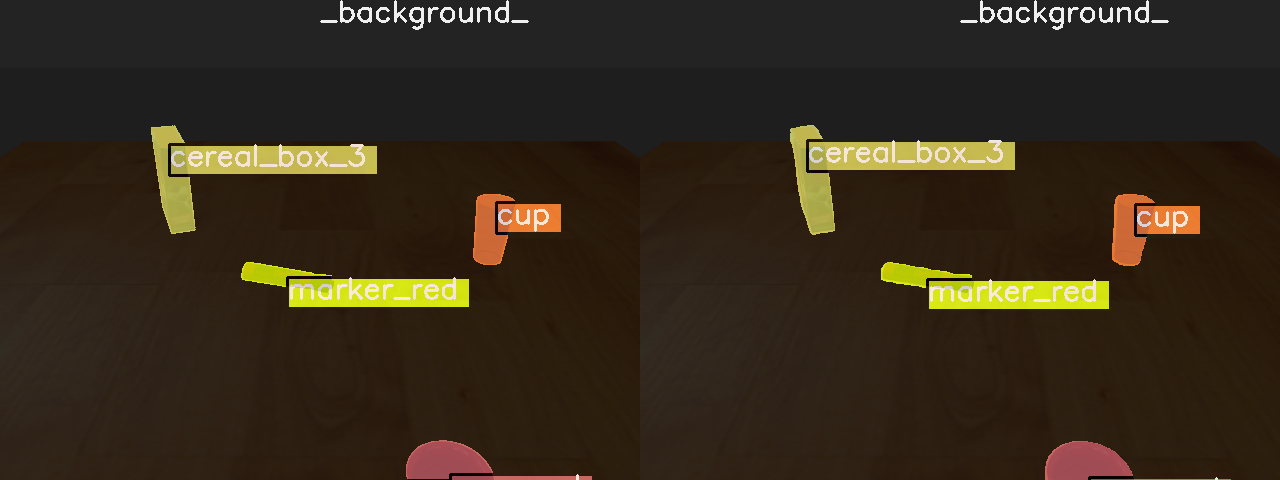 _background_
_background_
cereal_box_3
cereal_box_3
cup
cup
marker_red
marker_red